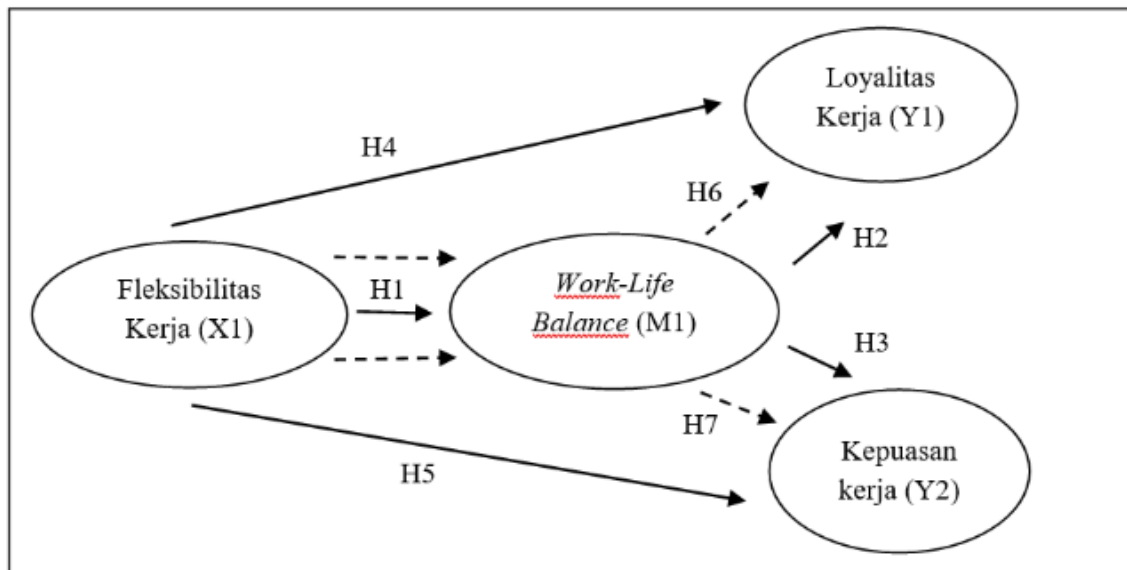 Loyalitas
Kerja (Y1)
H4
H6
H2
Fleksibilitas
Kerja (X1)
H1
Work-Life
Balance (M1)
H3
H7
Kepuasan
kerja (Y2)
H5